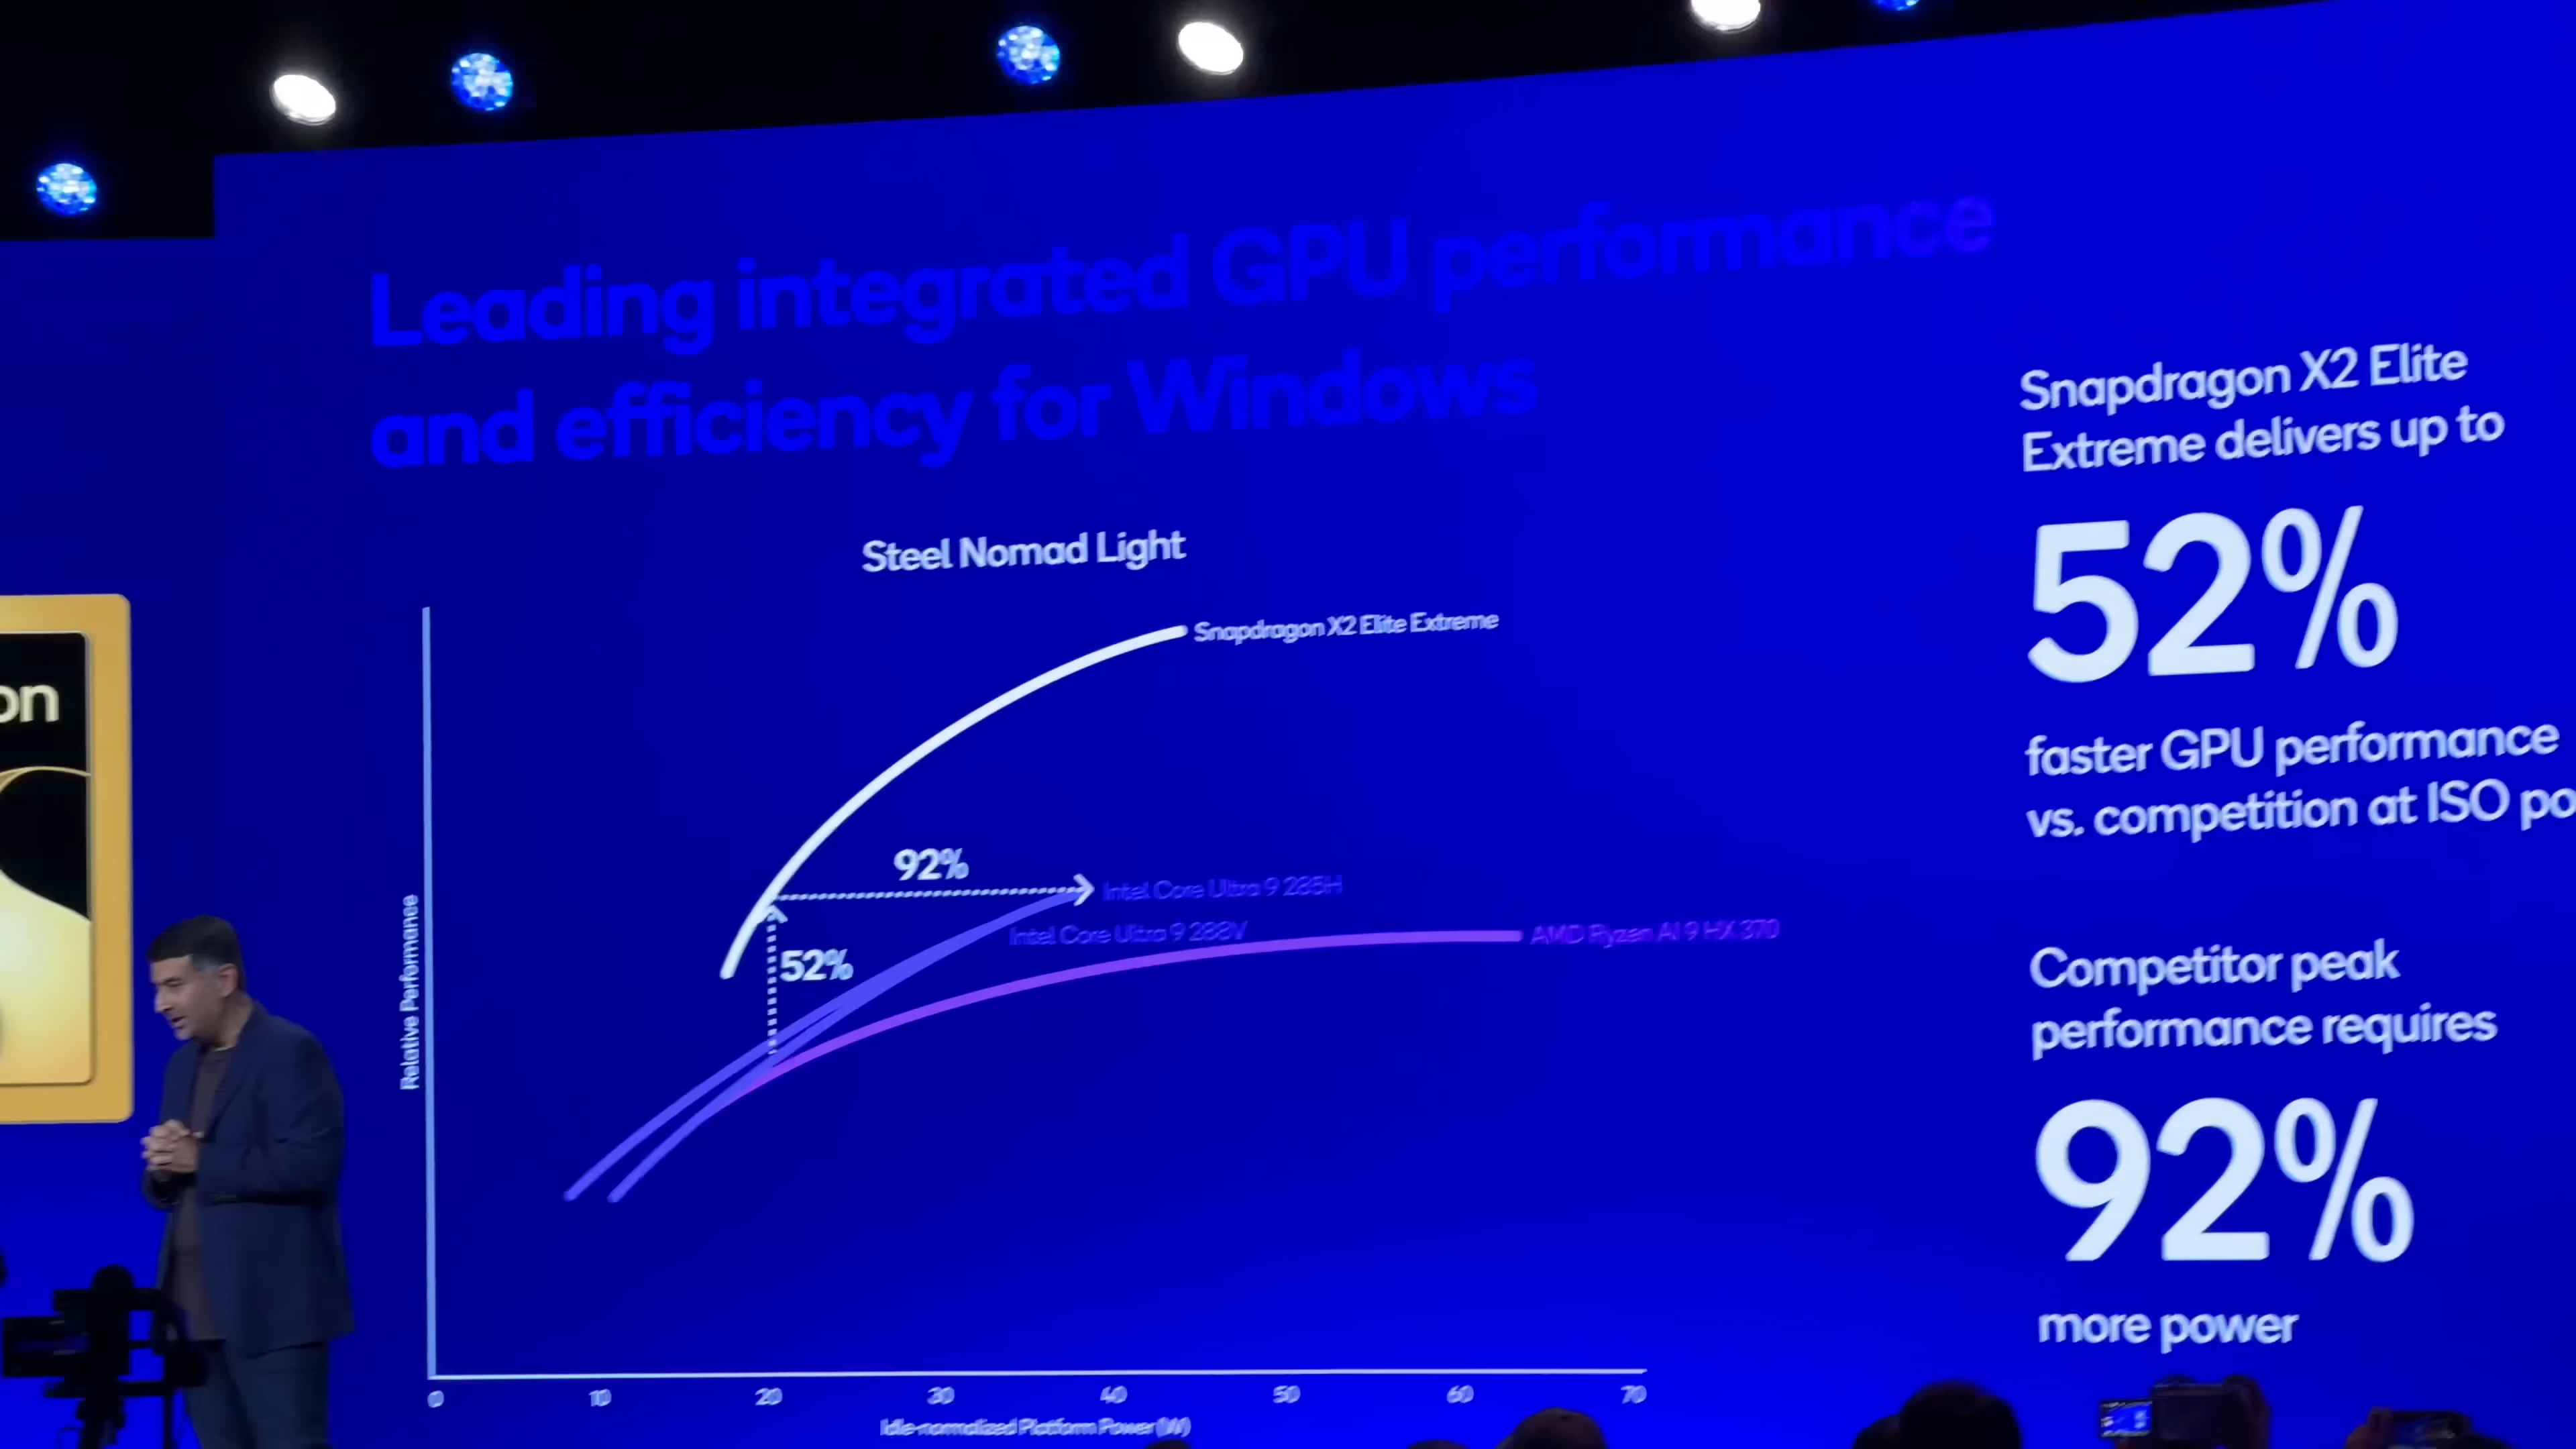 Leading integrated GPU performance
and efficiency for Windows
on
Steel Nomad Light
Snapdragon X2 Elite Extreme
92%
Intel Core Ultra 9 285H
Intel Core Ultra 9 288V
AMD Ryzen AI 9 HX 370
52%
Relative Performance
0 10 20 30 40 50 60 70
Idle-normalized Platform Power (W)
Snapdragon X2 Elite
Extreme delivers up to
52%
faster GPU performance
vs. competition at ISO po
Competitor peak
performance requires
92%
more power